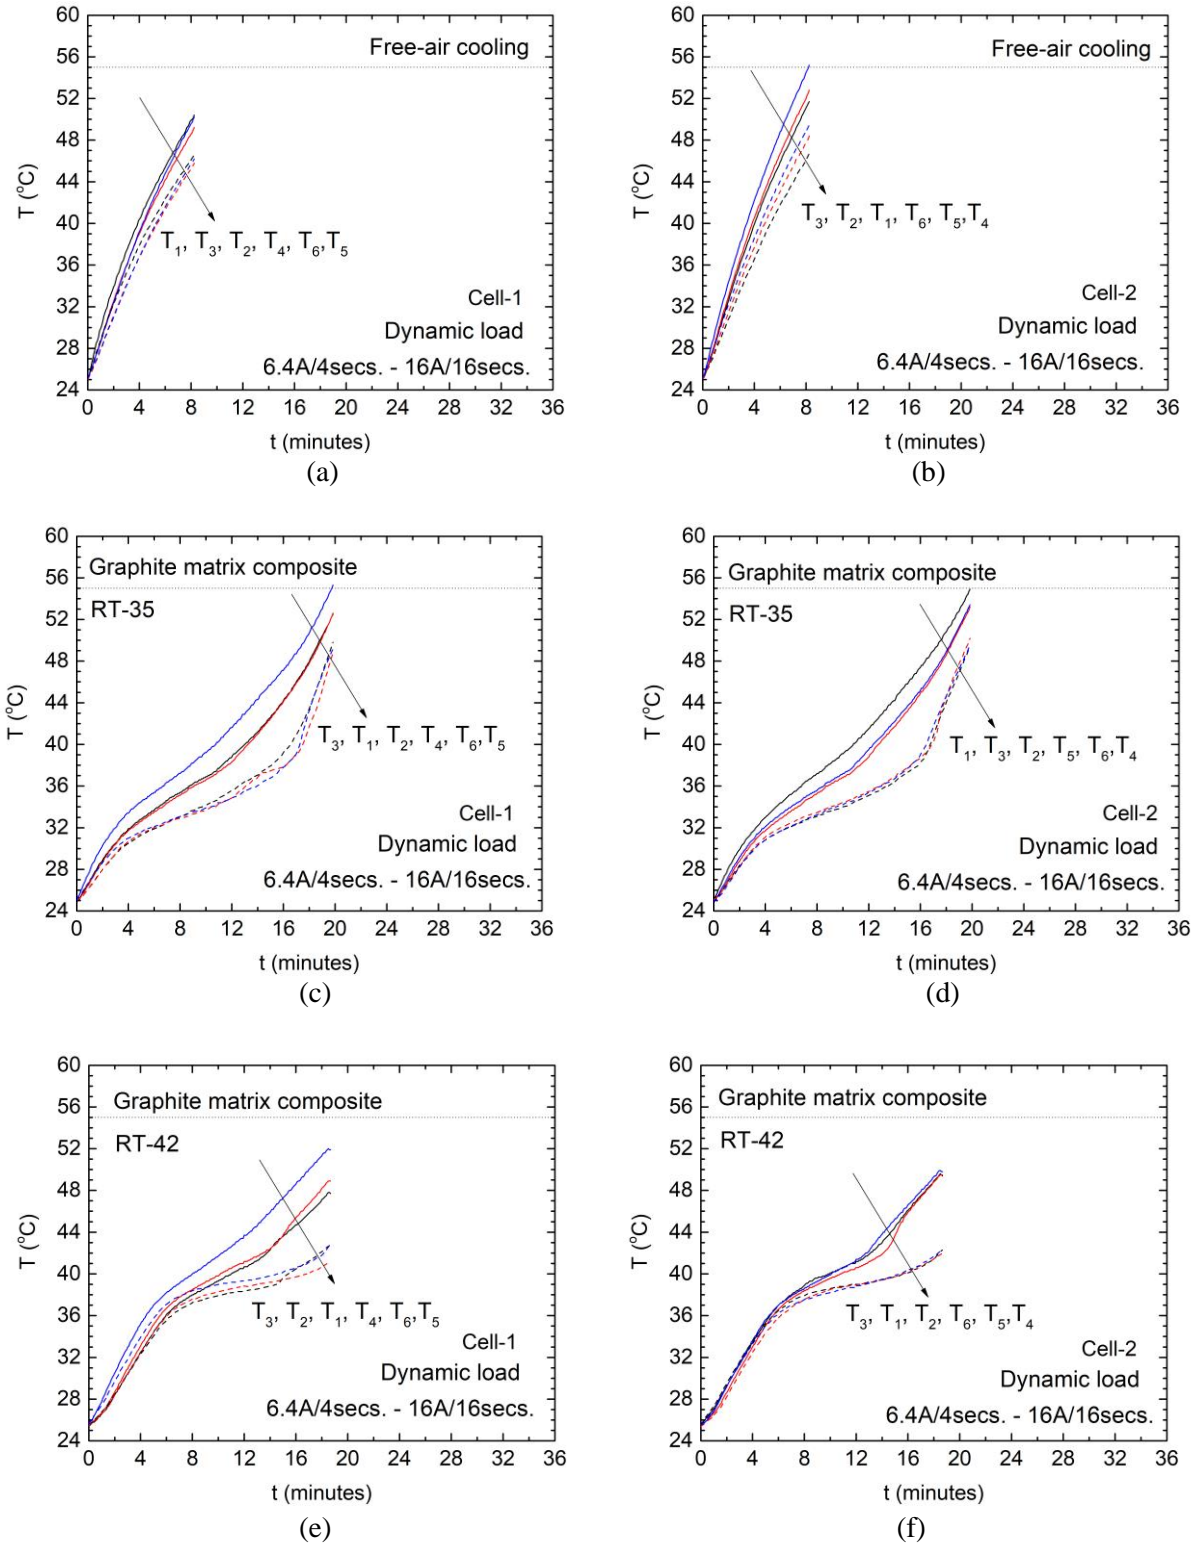 60
56
52
48
44
40
36
32
28
24
T (°C)
Free-air cooling
T1, T3, T2, T4, T6,T5
Cell-1
Dynamic load
6.4A/4secs. - 16A/16secs.
0 4 8 12 16 20 24 28 32 36
t (minutes)
(a)
60
56
52
48
44
40
36
32
28
24
T (°C)
Free-air cooling
T3, T2, T1, T6, T5,T4
Cell-2
Dynamic load
6.4A/4secs. - 16A/16secs.
0 4 8 12 16 20 24 28 32 36
t (minutes)
(b)
60
56
52
48
44
40
36
32
28
24
T (°C)
Graphite matrix composite
RT-35
T3, T1, T2, T4, T6,T5
Cell-1
Dynamic load
6.4A/4secs. - 16A/16secs.
0 4 8 12 16 20 24 28 32 36
t (minutes)
(c)
60
56
52
48
44
40
36
32
28
24
T (°C)
Graphite matrix composite
RT-35
T1, T3, T2, T5, T6,T4
Cell-2
Dynamic load
6.4A/4secs. - 16A/16secs.
0 4 8 12 16 20 24 28 32 36
t (minutes)
(d)
60
56
52
48
44
40
36
32
28
24
T (°C)
Graphite matrix composite
RT-42
T3, T2, T1, T4, T6,T5
Cell-1
Dynamic load
6.4A/4secs. - 16A/16secs.
0 4 8 12 16 20 24 28 32 36
t (minutes)
(e)
60
56
52
48
44
40
36
32
28
24
T (°C)
Graphite matrix composite
RT-42
T3, T1, T2, T6, T5,T4
Cell-2
Dynamic load
6.4A/4secs. - 16A/16secs.
0 4 8 12 16 20 24 28 32 36
t (minutes)
(f)